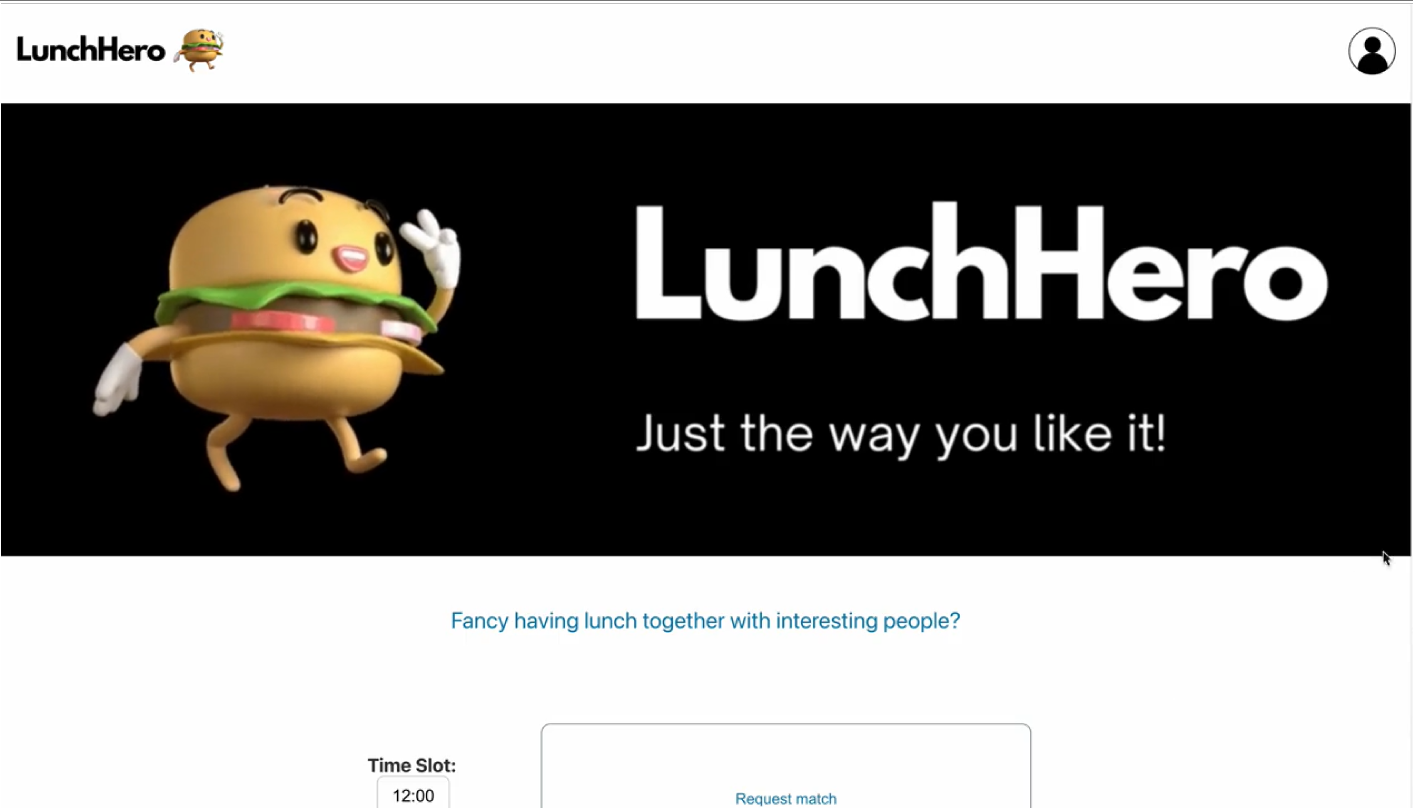 LunchHero
LunchHero
Just the way you like it!
Fancy having lunch together with interesting people?
Time Slot:
12:00
Request match